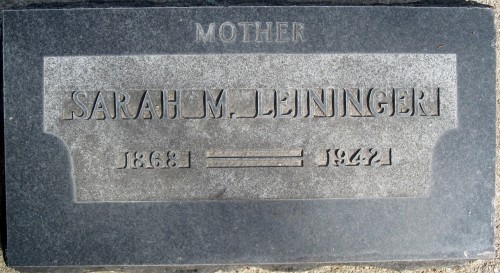 MOTHER
SARAH M. LEININGER
1868 1942